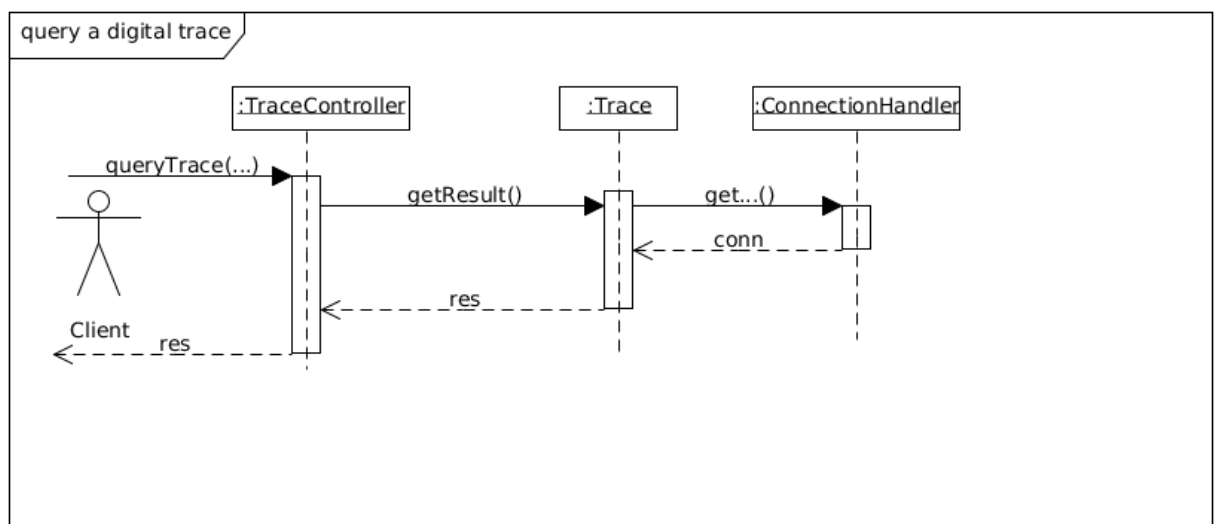 query a digital trace
:TraceController
:Trace
:ConnectionHandler
queryTrace(...)
getResult()
get...()
conn
res
Client
res